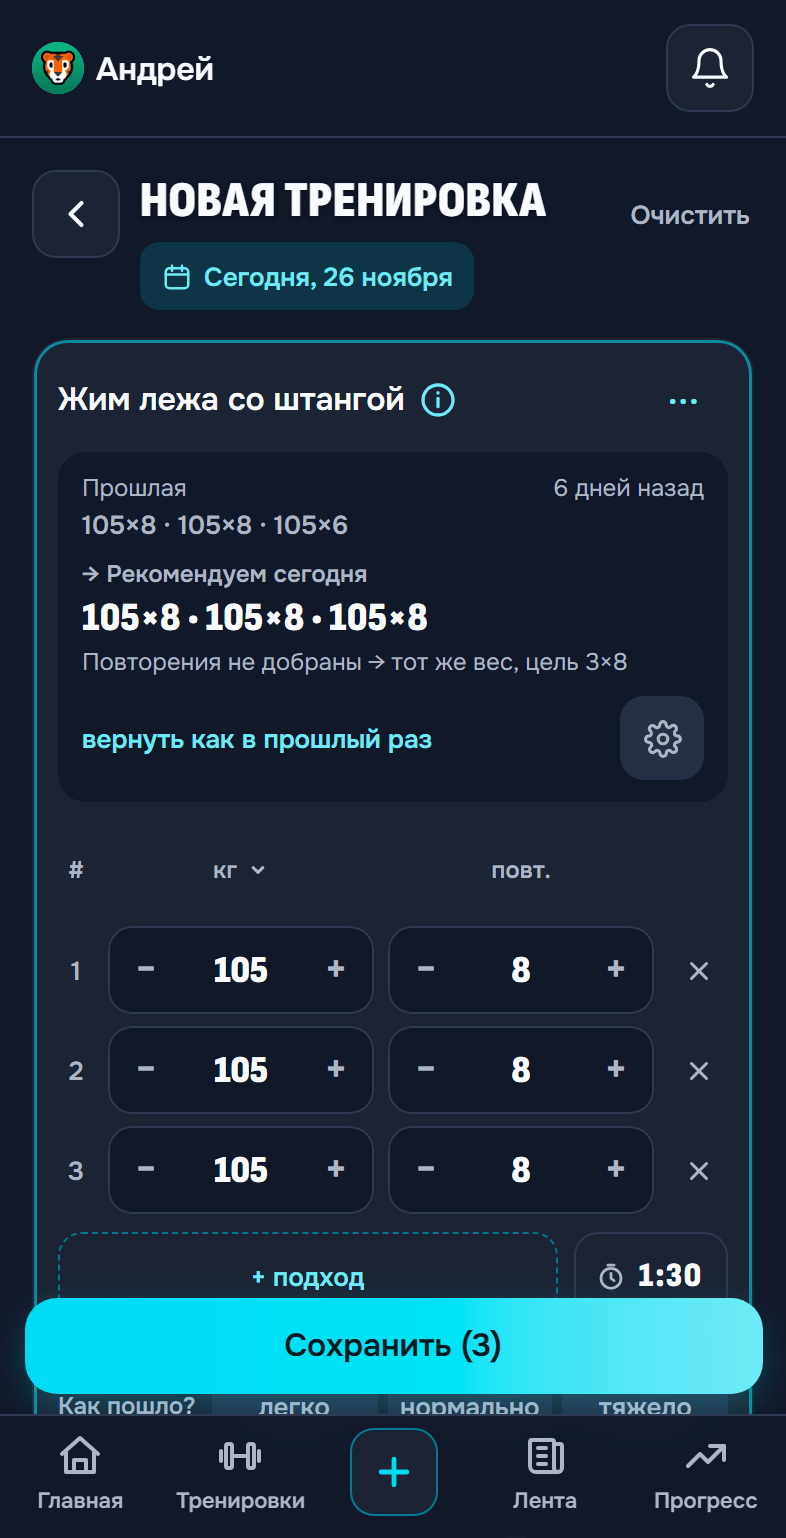 Андрей
НОВАЯ ТРЕНИРОВКА
Очистить
Сегодня, 26 ноября
Жим лежа со штангой
Прошлая 6 дней назад
105×8 · 105×8 · 105×6
→ Рекомендуем сегодня
105×8 · 105×8 · 105×8
Повторения не добраны → тот же вес, цель 3×8
вернуть как в прошлый раз
# кг повт.
1 − 105 + − 8 + ×
2 − 105 + − 8 + ×
3 − 105 + − 8 + ×
+ подход 1:30
Сохранить (3)
Как пошло? легко нормально тяжело
Главная Тренировки + Лента Прогресс